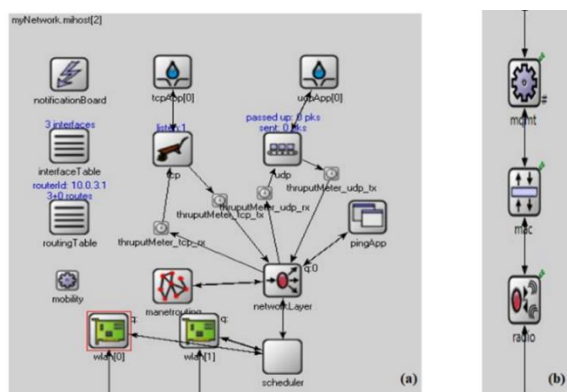 myNetwork.mihost[2]
notificationBoard
tcpApp[0]
udpApp[0]
3 interfaces
interfaceTable
listen:1
tcp
passed up: 0 pks
sent: 0 pks
udp
thruputMeter_udp_tx
thruputMeter_udp_rx
thruputMeter_tcp_tx
thruputMeter_tcp_rx
routerId: 10.0.3.1
3+0 routes
routingTable
pingApp
mobility
manetrouting
q:0
networkLayer
q:
wlan[0]
q:
wlan[1]
scheduler
(a)
#
mgmt
mac
radio
(b)